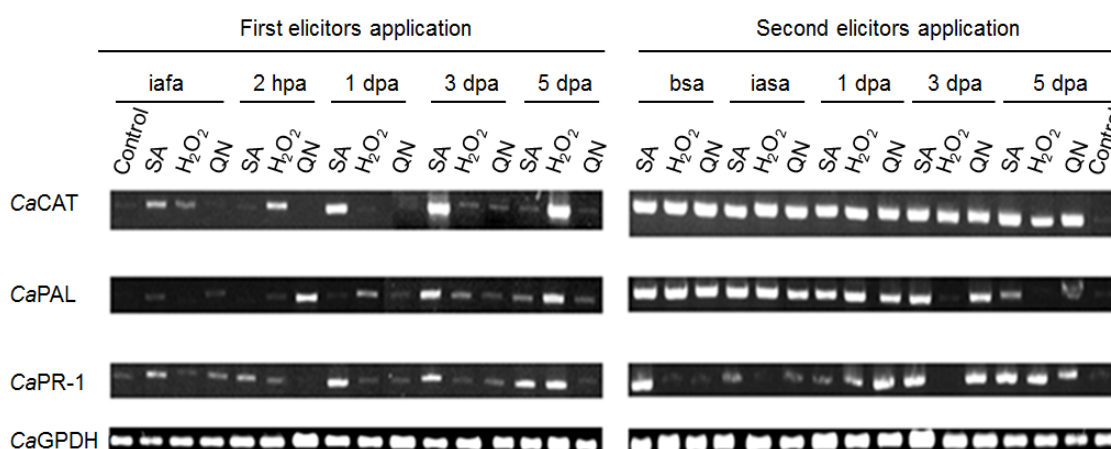 First elicitors application Second elicitors application
iafa 2 hpa 1 dpa 3 dpa 5 dpa bsa iasa 1 dpa 3 dpa 5 dpa
Control SA H₂O₂ QN SA H₂O₂ QN SA H₂O₂ QN SA H₂O₂ QN SA H₂O₂ QN SA H₂O₂ QN SA H₂O₂ QN SA H₂O₂ QN SA H₂O₂ QN SA H₂O₂ QN Control
CaCAT
CaPAL
CaPR-1
CaGPDH